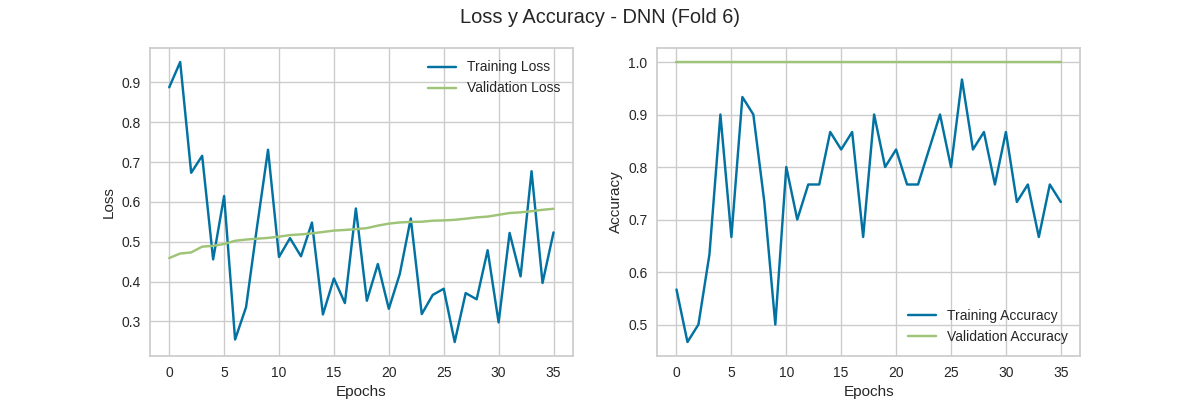 Loss y Accuracy - DNN (Fold 6)
Loss
0.9
0.8
0.7
0.6
0.5
0.4
0.3
Training Loss
Validation Loss
0 5 10 15 20 25 30 35
Epochs
Accuracy
1.0
0.9
0.8
0.7
0.6
0.5
Training Accuracy
Validation Accuracy
0 5 10 15 20 25 30 35
Epochs